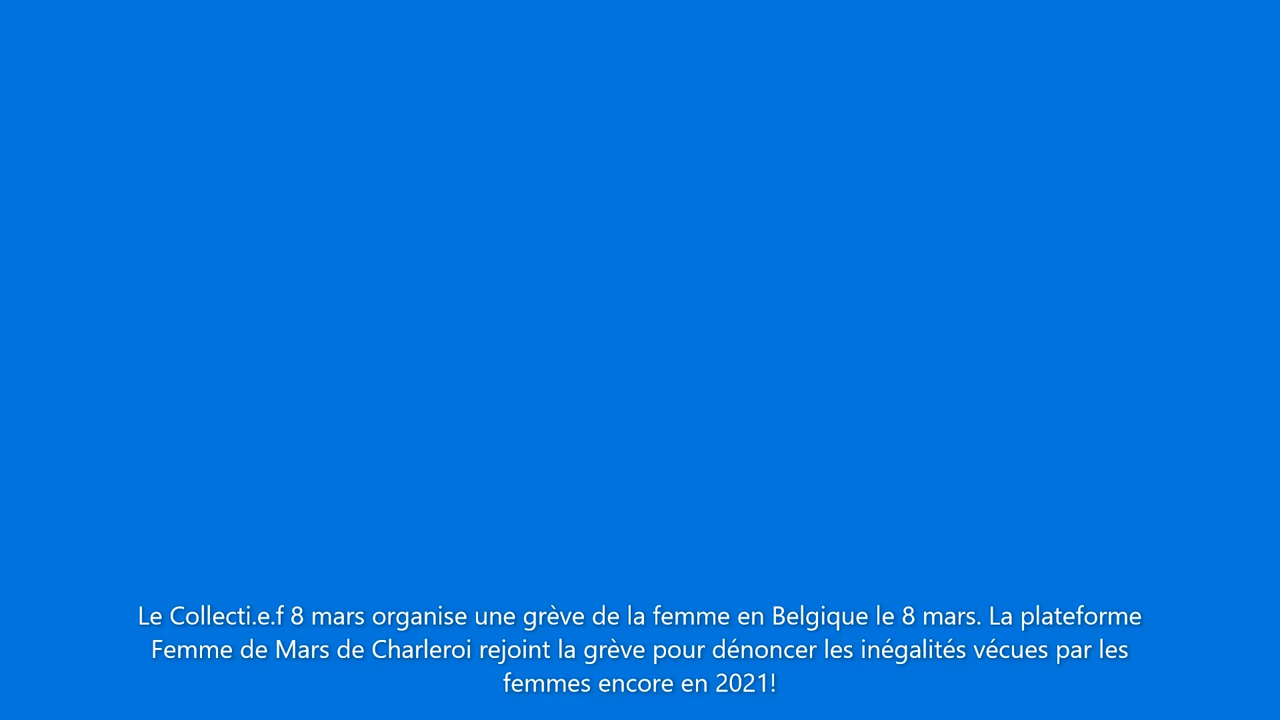 Le Collecti.e.f 8 mars organise une grève de la femme en Belgique le 8 mars. La plateforme
Femme de Mars de Charleroi rejoint la grève pour dénoncer les inégalités vécues par les
femmes encore en 2021!